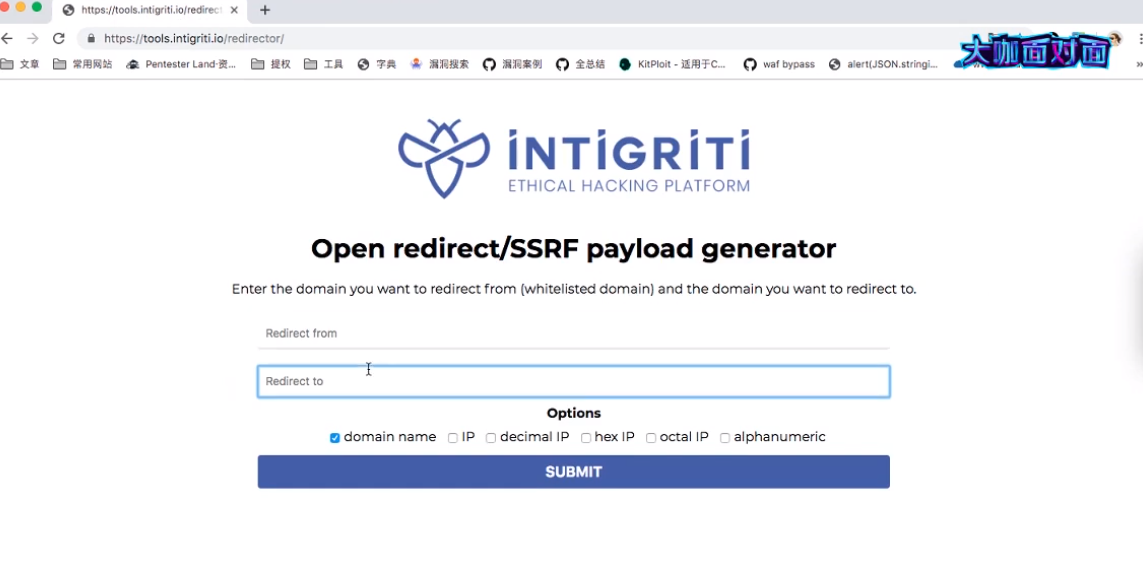 https://tools.intigriti.io/redirect
https://tools.intigriti.io/redirector/
文章 常用网站 Pentester Land·资... 提权 工具 字典 漏洞搜索 漏洞案例 全总结 KitPloit - 适用于C... waf bypass alert(JSON.stringi...
大咖面对面
INTIGRITI
ETHICAL HACKING PLATFORM
Open redirect/SSRF payload generator
Enter the domain you want to redirect from (whitelisted domain) and the domain you want to redirect to.
Redirect from
Redirect to
Options
domain name IP decimal IP hex IP octal IP alphanumeric
SUBMIT